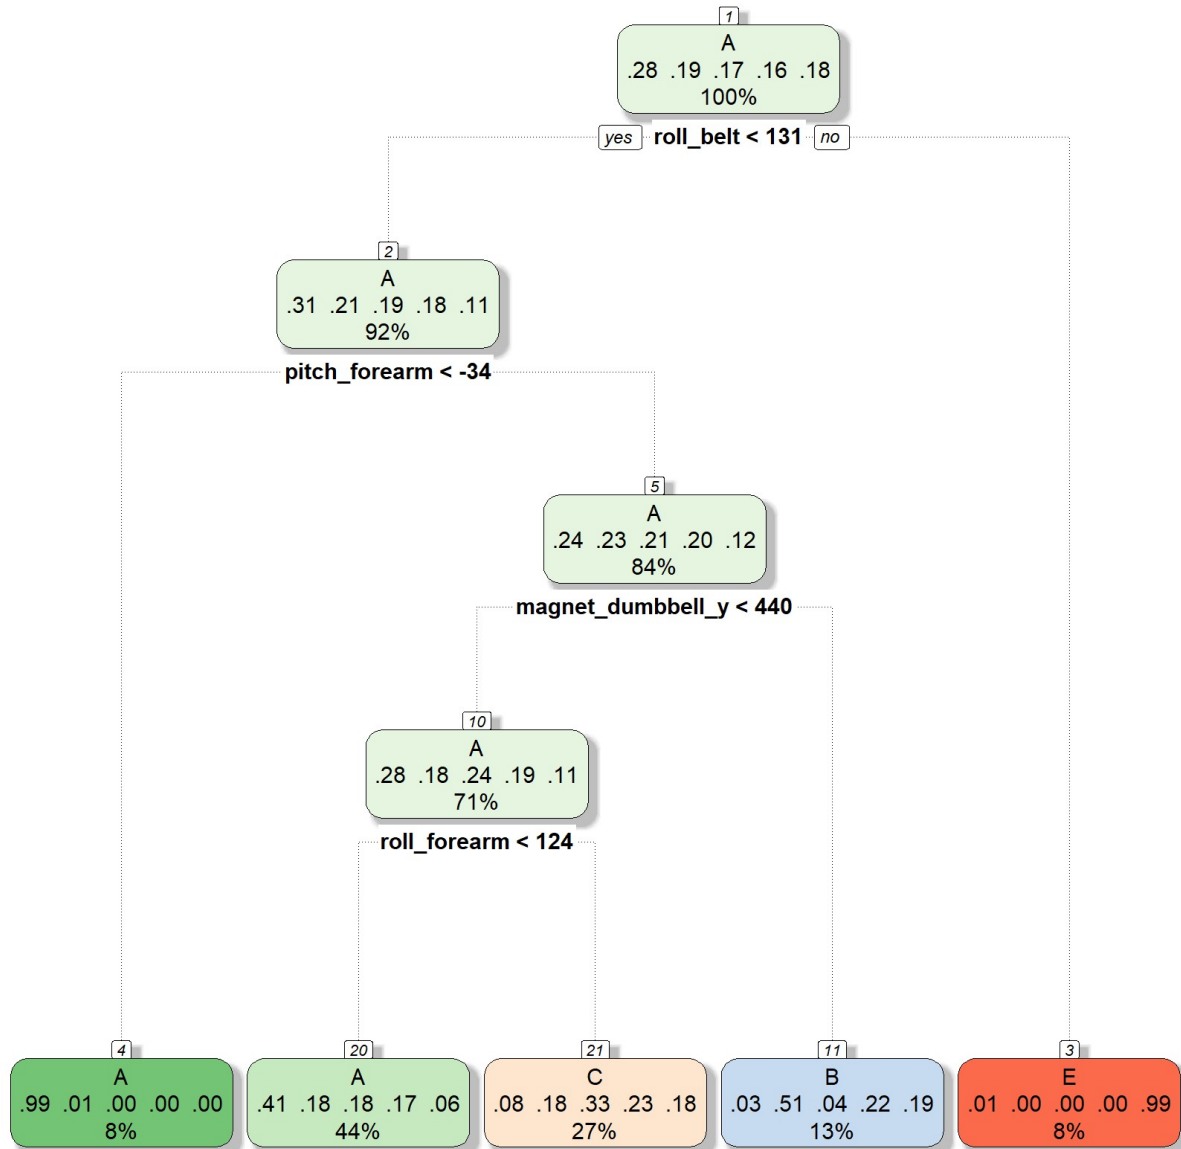 1
A
.28 .19 .17 .16 .18
100%
yes roll_belt < 131 no
2
A
.31 .21 .19 .18 .11
92%
pitch_forearm < -34
5
A
.24 .23 .21 .20 .12
84%
magnet_dumbbell_y < 440
10
A
.28 .18 .24 .19 .11
71%
roll_forearm < 124
4
A
.99 .01 .00 .00 .00
8%
20
A
.41 .18 .18 .17 .06
44%
21
C
.08 .18 .33 .23 .18
27%
11
B
.03 .51 .04 .22 .19
13%
3
E
.01 .00 .00 .00 .99
8%